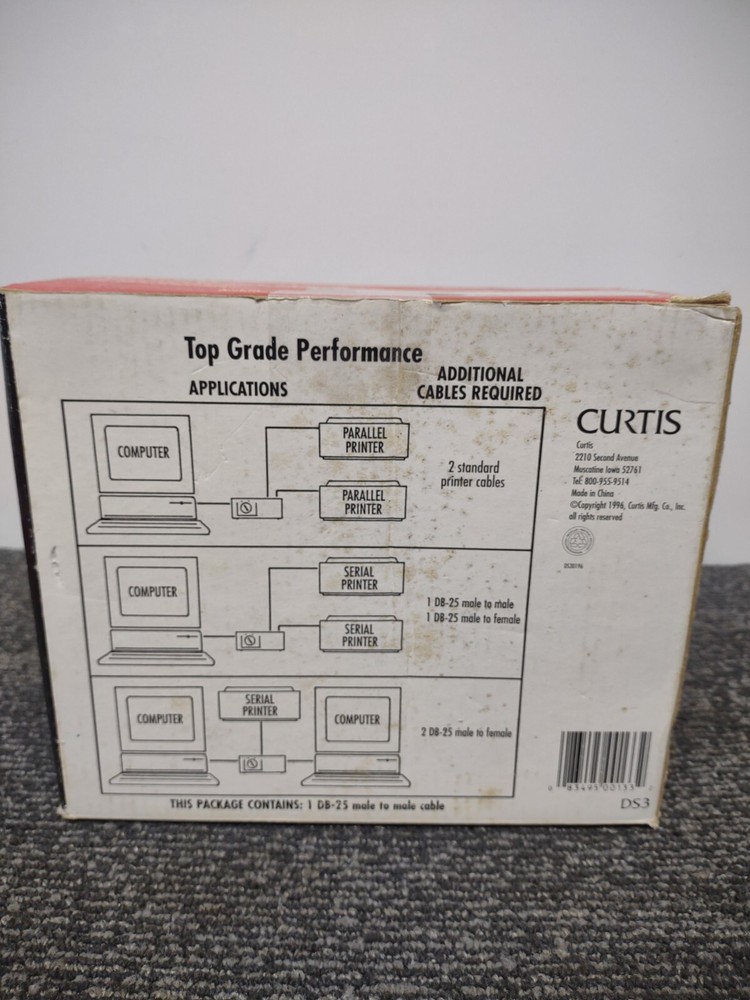 Top Grade Performance
APPLICATIONS
ADDITIONAL
CABLES REQUIRED
COMPUTER
PARALLEL
PRINTER
PARALLEL
PRINTER
2 standard
printer cables
COMPUTER
SERIAL
PRINTER
SERIAL
PRINTER
1 DB-25 male to male
1 DB-25 male to female
COMPUTER
SERIAL
PRINTER
COMPUTER
2 DB-25 male to female
THIS PACKAGE CONTAINS: 1 DB-25 male to male cable
CURTIS
Curtis
2210 Second Avenue
Muscatine Iowa 52761
Tel: 800-955-9514
Made in China
©Copyright 1996, Curtis Mfg. Co., Inc.
all rights reserved
DS3